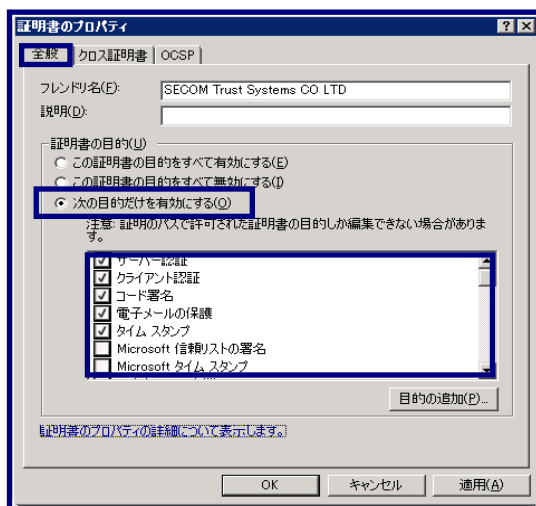 証明書のプロパティ
全般 クロス証明書 OCSP
フレンドリ名(F): SECOM Trust Systems CO LTD
説明(D):
証明書の目的(U)
この証明書の目的をすべて有効にする(E)
この証明書の目的をすべて無効にする(I)
次の目的だけを有効にする(O)
注意: 証明のパスで許可された証明書の目的しか編集できない場合がありま
す。
サーバー認証
クライアント認証
コード署名
電子メールの保護
タイム スタンプ
Microsoft 信頼リストの署名
Microsoft タイム スタンプ
目的の追加(P)...
証明書のプロパティの詳細について表示します。
OK キャンセル 適用(A)